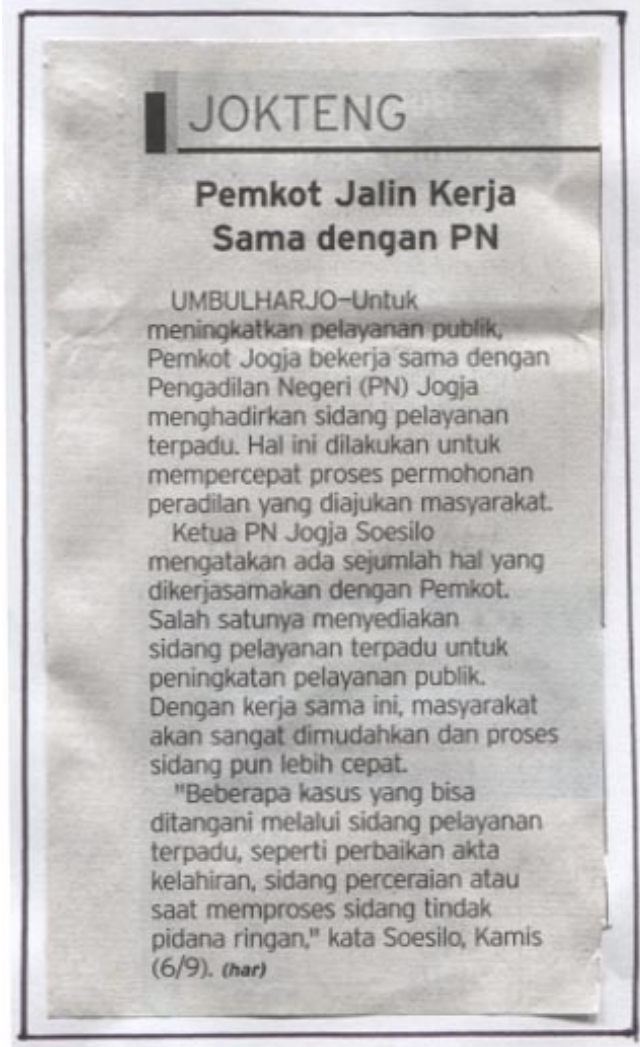 JOKTENG
Pemkot Jalin Kerja
Sama dengan PN
UMBULHARJO–Untuk
meningkatkan pelayanan publik,
Pemkot Jogja bekerja sama dengan
Pengadilan Negeri (PN) Jogja
menghadirkan sidang pelayanan
terpadu. Hal ini dilakukan untuk
mempercepat proses permohonan
peradilan yang diajukan masyarakat.
Ketua PN Jogja Soesilo
mengatakan ada sejumlah hal yang
dikerjasamakan dengan Pemkot.
Salah satunya menyediakan
sidang pelayanan terpadu untuk
peningkatan pelayanan publik.
Dengan kerja sama ini, masyarakat
akan sangat dimudahkan dan proses
sidang pun lebih cepat.
"Beberapa kasus yang bisa
ditangani melalui sidang pelayanan
terpadu, seperti perbaikan akta
kelahiran, sidang perceraian atau
saat memproses sidang tindak
pidana ringan," kata Soesilo, Kamis
(6/9). (har)